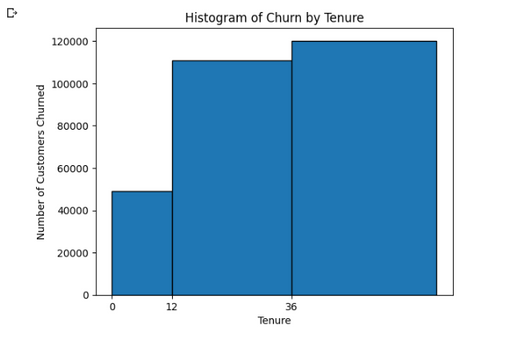 Histogram of Churn by Tenure
120000
100000
80000
60000
40000
20000
0
Number of Customers Churned
0 12 36
Tenure